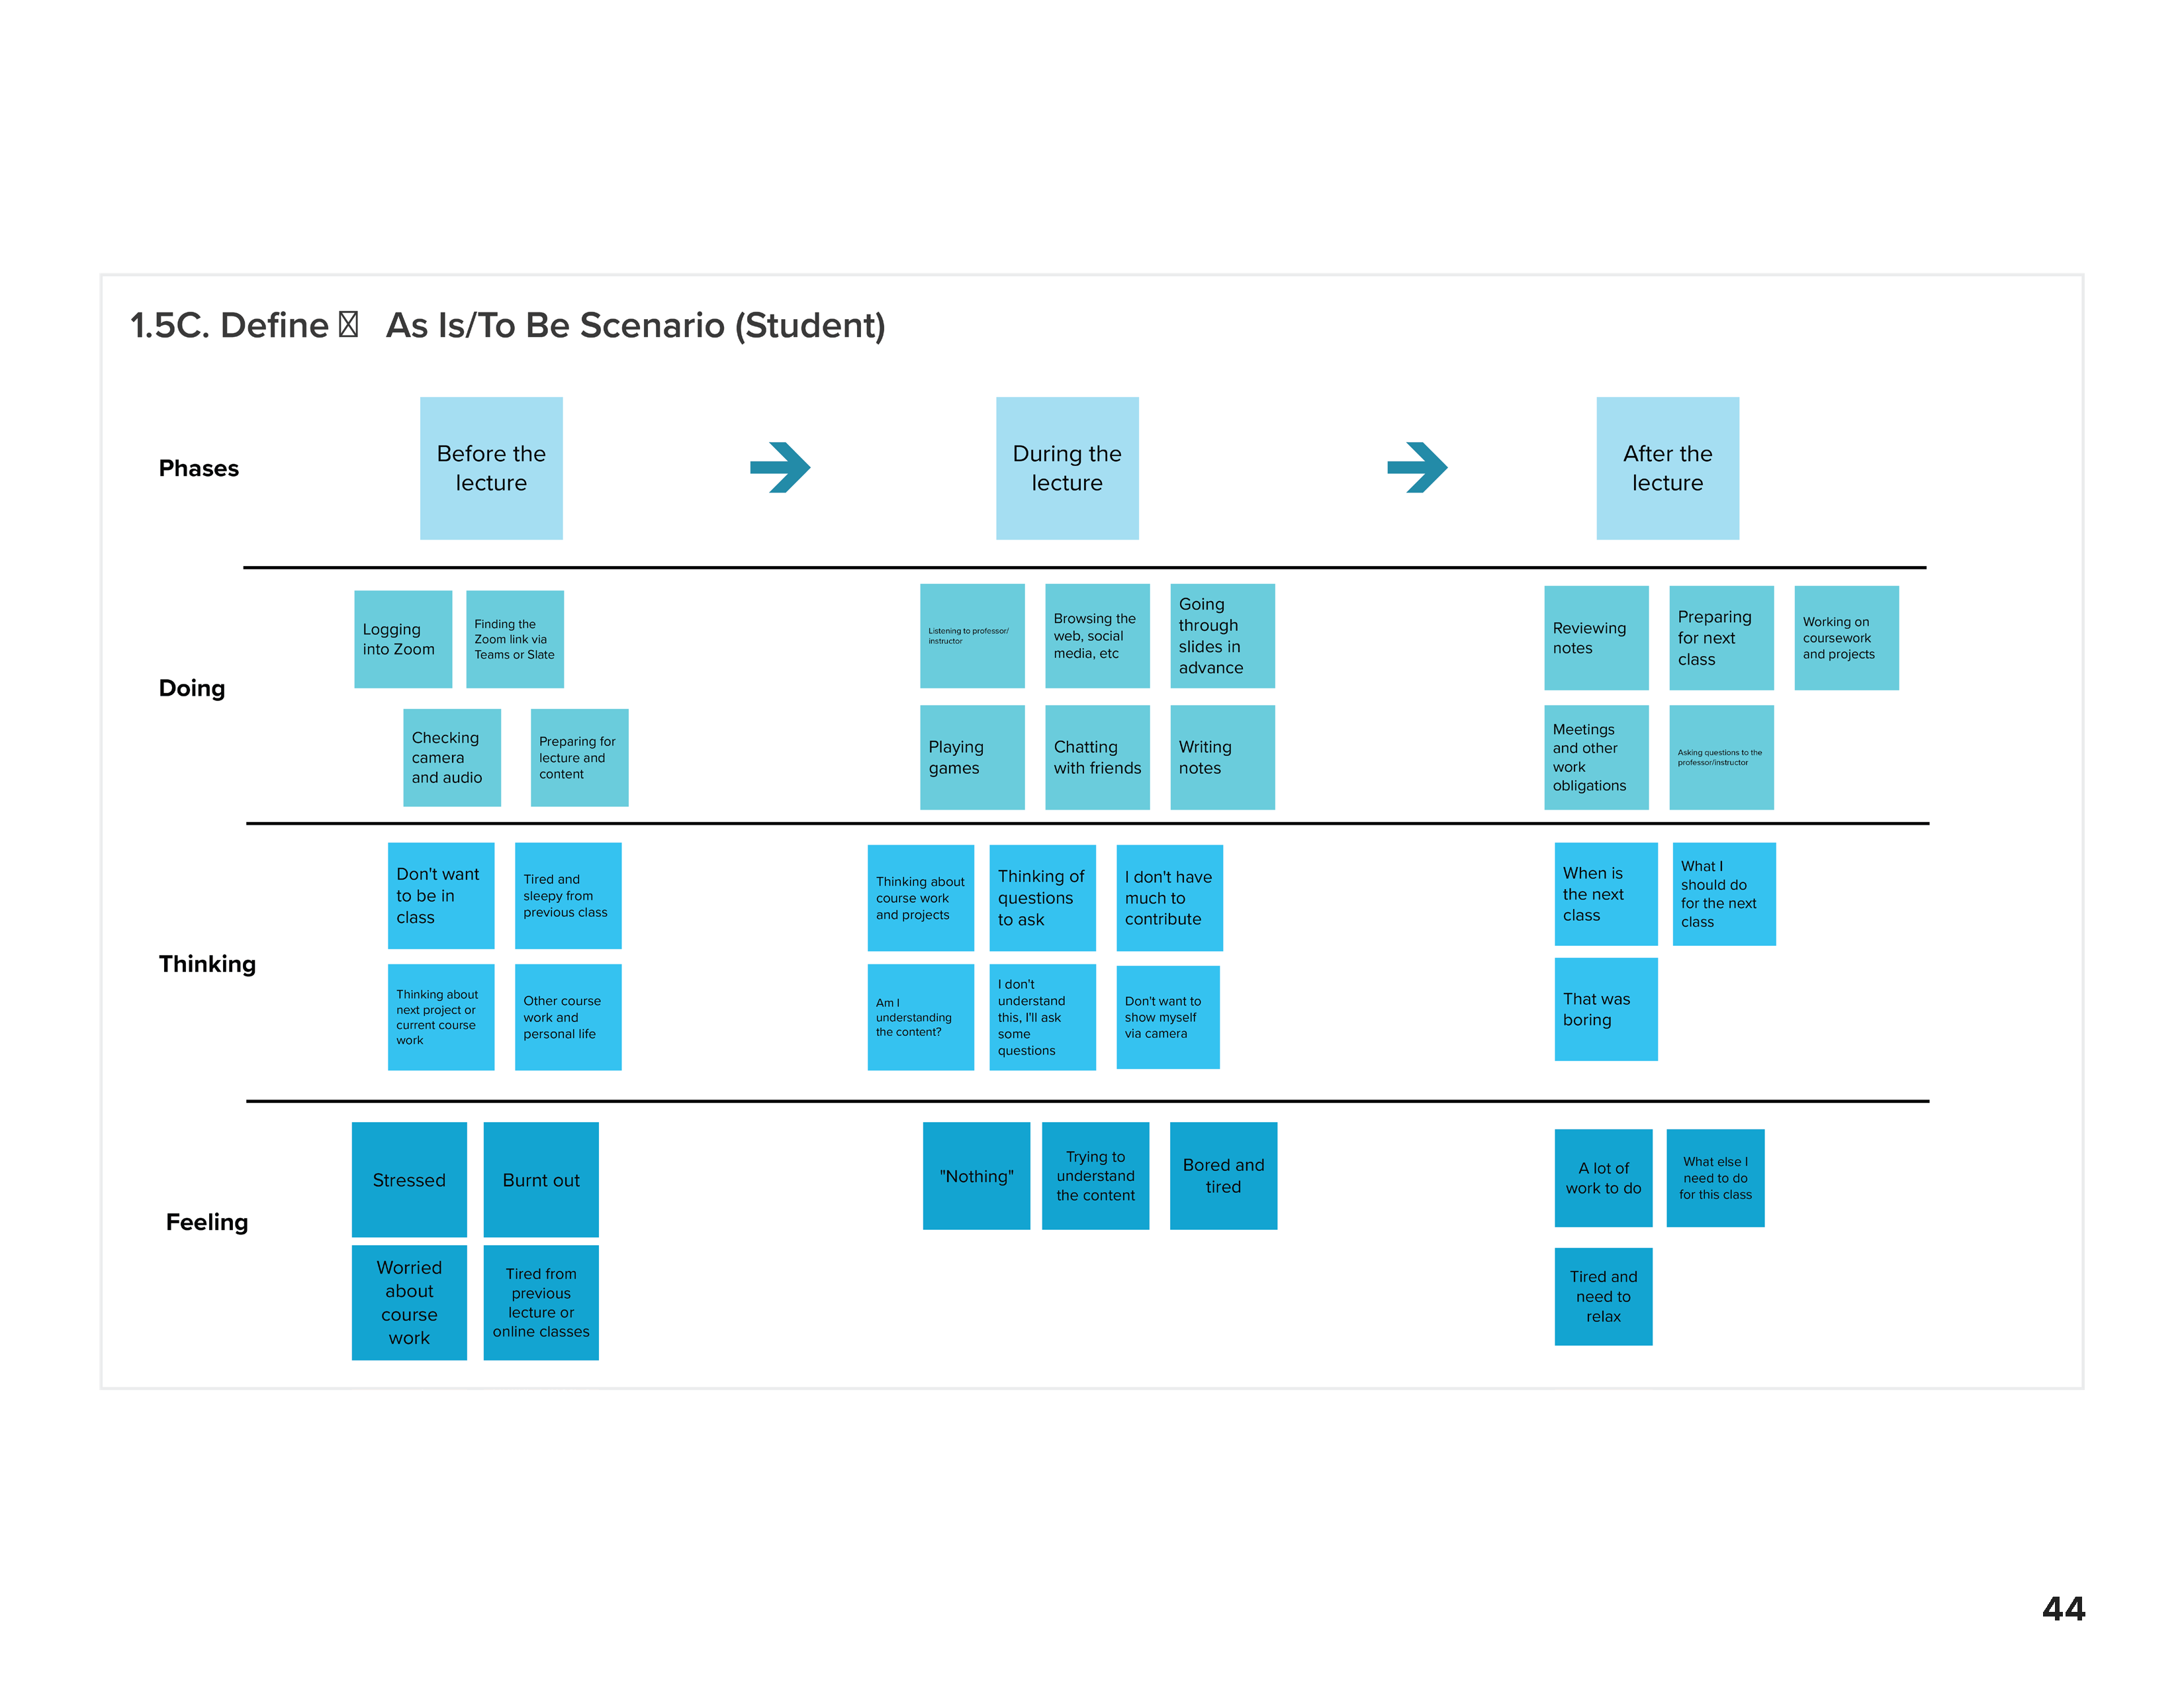 1.5C. Define As Is/To Be Scenario (Student)
Phases
Before the
lecture
During the
lecture
After the
lecture
Doing
Logging
into Zoom
Finding the
Zoom link via
Teams or Slate
Checking
camera
and audio
Preparing for
lecture and
content
Listening to professor/
instructor
Browsing the
web, social
media, etc
Going
through
slides in
advance
Playing
games
Chatting
with friends
Writing
notes
Reviewing
notes
Preparing
for next
class
Working on
coursework
and projects
Meetings
and other
work
obligations
Asking questions to the
professor/instructor
Thinking
Don't want
to be in
class
Tired and
sleepy from
previous class
Thinking about
next project or
current course
work
Other course
work and
personal life
Thinking about
course work
and projects
Thinking of
questions
to ask
I don't have
much to
contribute
Am I
understanding
the content?
I don't
understand
this, I'll ask
some
questions
Don't want to
show myself
via camera
When is
the next
class
What I
should do
for the next
class
That was
boring
Feeling
Stressed
Burnt out
Worried
about
course
work
Tired from
previous
lecture or
online classes
"Nothing"
Trying to
understand
the content
Bored and
tired
A lot of
work to do
What else I
need to do
for this class
Tired and
need to
relax
44